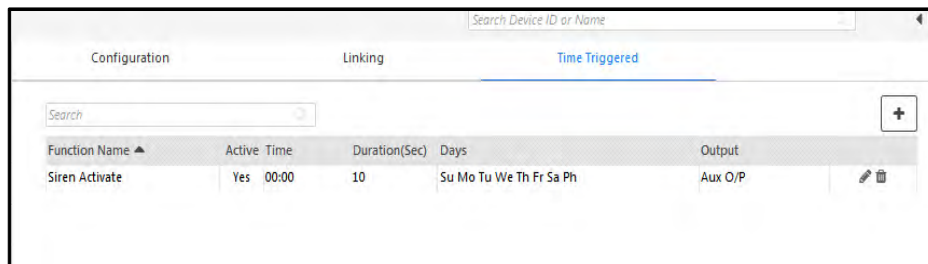 Search Device ID or Name
Configuration Linking Time Triggered
Search
Function Name Active Time Duration(Sec) Days Output
Siren Activate Yes 00:00 10 Su Mo Tu We Th Fr Sa Ph Aux O/P